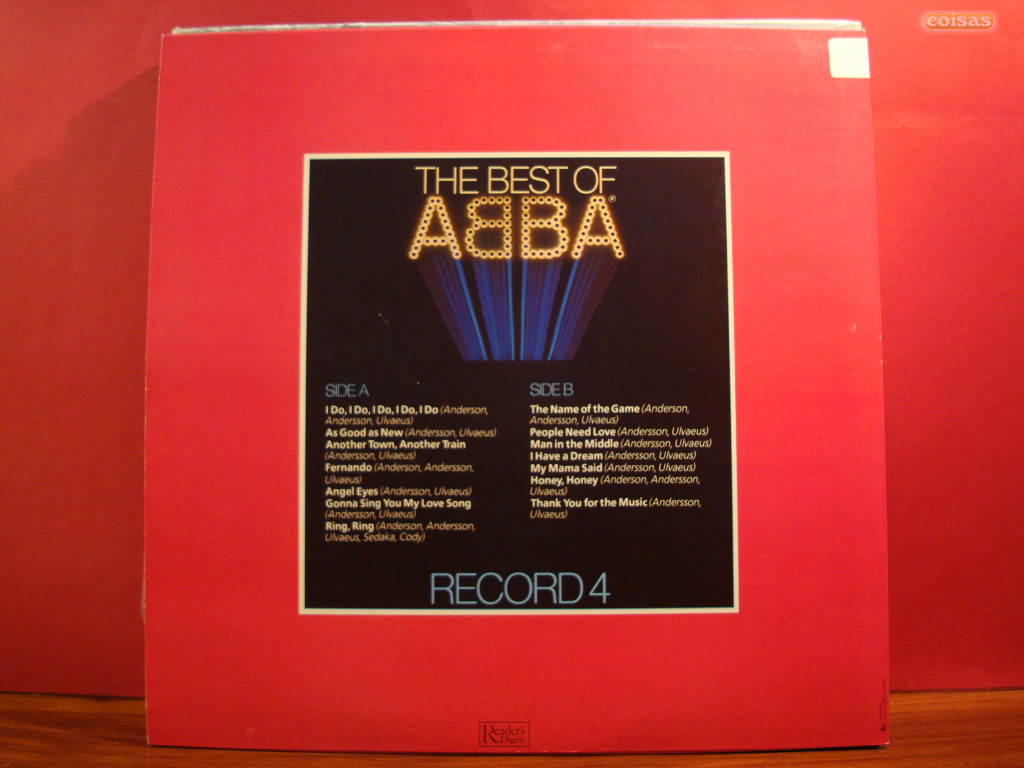 coisas
THE BEST OF
ABBA®
SIDE A
I Do, I Do, I Do, I Do, I Do (Anderson,
Andersson, Ulvaeus)
As Good as New (Andersson, Ulvaeus)
Another Town, Another Train
(Andersson, Ulvaeus)
Fernando (Anderson, Andersson,
Ulvaeus)
Angel Eyes (Andersson, Ulvaeus)
Gonna Sing You My Love Song
(Andersson, Ulvaeus)
Ring, Ring (Anderson, Andersson,
Ulvaeus, Sedaka, Cody)
SIDE B
The Name of the Game (Anderson,
Andersson, Ulvaeus)
People Need Love (Andersson, Ulvaeus)
Man in the Middle (Andersson, Ulvaeus)
I Have a Dream (Andersson, Ulvaeus)
My Mama Said (Andersson, Ulvaeus)
Honey, Honey (Anderson, Andersson,
Ulvaeus)
Thank You for the Music (Andersson,
Ulvaeus)
RECORD 4
Reader's
Digest